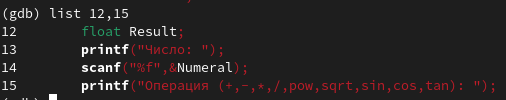 (gdb) list 12,15
12 float Result;
13 printf("Число: ");
14 scanf("%f",&Numeral);
15 printf("Операция (+,-,*,/,pow,sqrt,sin,cos,tan): ");